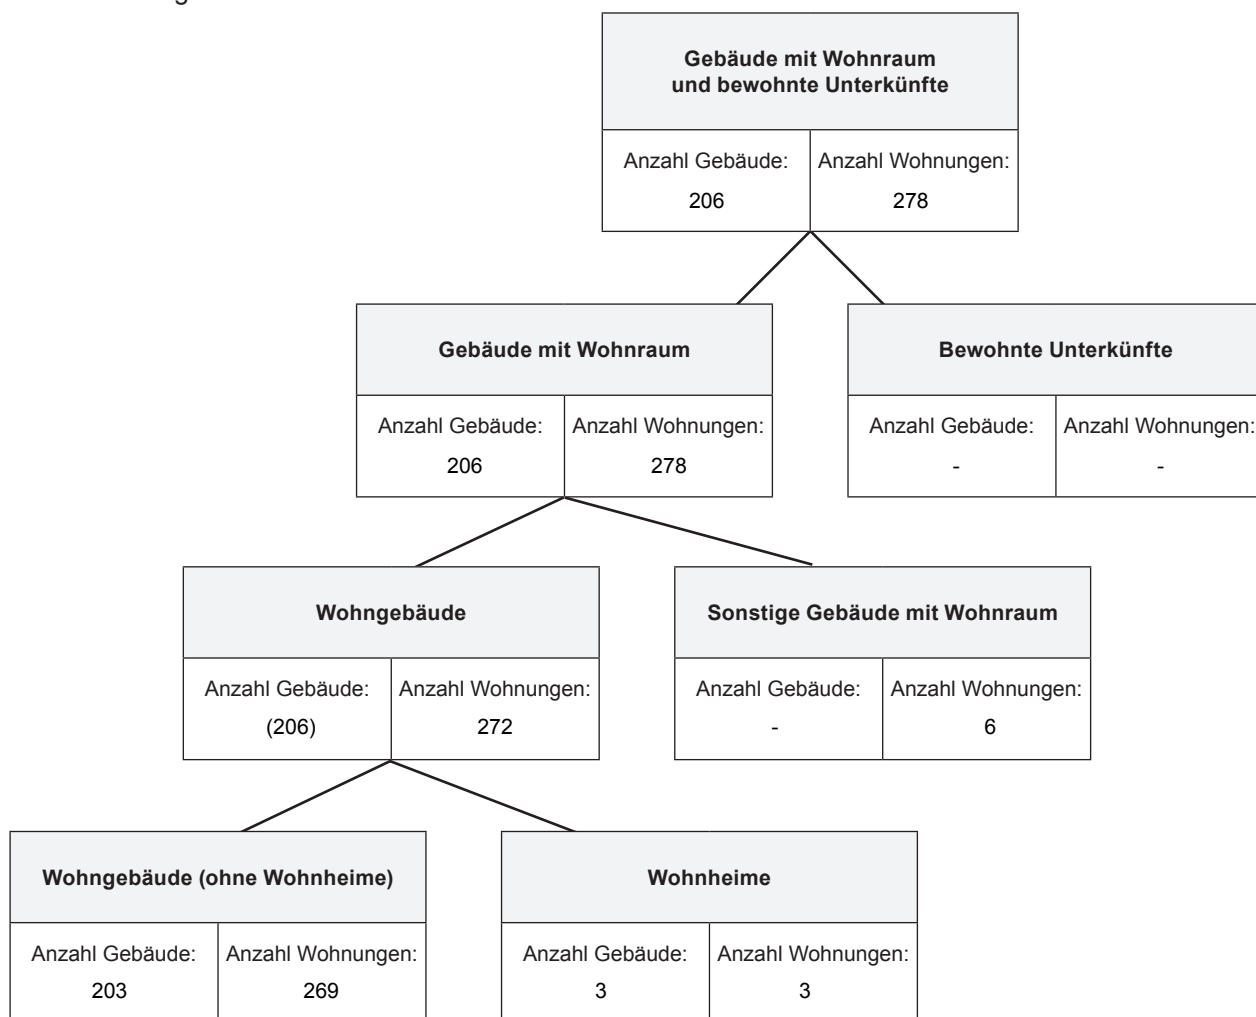 Gebäude mit Wohnraum
und bewohnte Unterkünfte
Anzahl Gebäude: Anzahl Wohnungen:
206 278
Gebäude mit Wohnraum
Anzahl Gebäude: Anzahl Wohnungen:
206 278
Bewohnte Unterkünfte
Anzahl Gebäude: Anzahl Wohnungen:
- -
Wohngebäude
Anzahl Gebäude: Anzahl Wohnungen:
(206) 272
Sonstige Gebäude mit Wohnraum
Anzahl Gebäude: Anzahl Wohnungen:
- 6
Wohngebäude (ohne Wohnheime)
Anzahl Gebäude: Anzahl Wohnungen:
203 269
Wohnheime
Anzahl Gebäude: Anzahl Wohnungen:
3 3